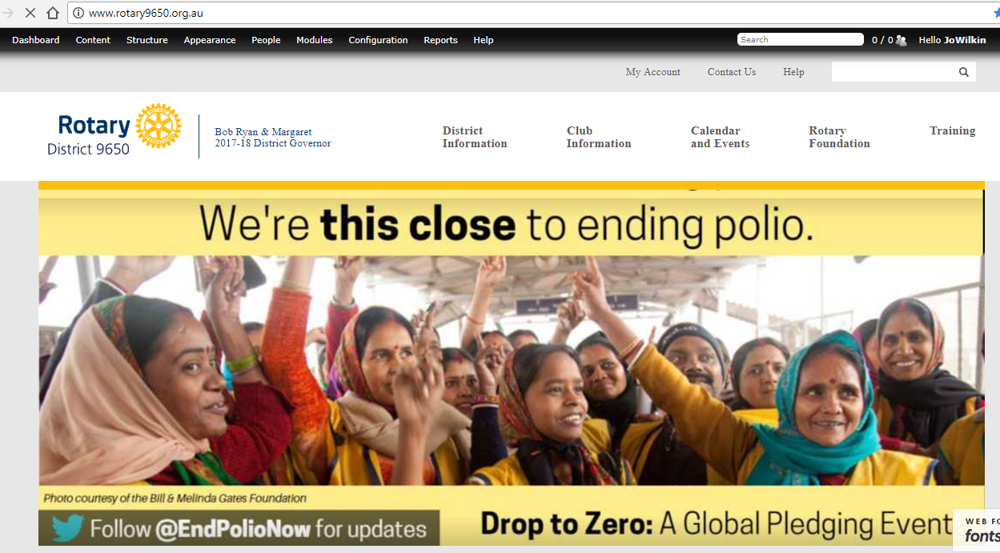 www.rotary9650.org.au
Dashboard Content Structure Appearance People Modules Configuration Reports Help Search 0 / 0 Hello JoWilkin
My Account Contact Us Help
Rotary
District 9650
Bob Ryan & Margaret
2017-18 District Governor
District
Information
Club
Information
Calendar
and Events
Rotary
Foundation
Training
We're this close to ending polio.
Photo courtesy of the Bill & Melinda Gates Foundation
Follow @EndPolioNow for updates
Drop to Zero: A Global Pledging Event
WEB FO
fonts